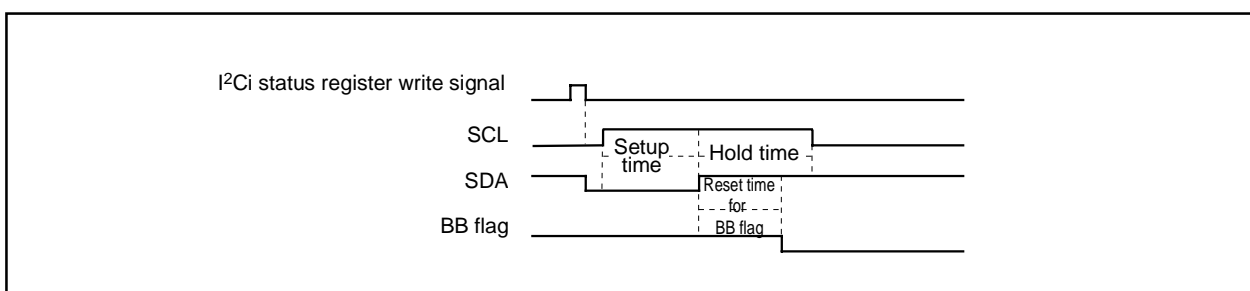 I²Ci status register write signal
SCL
Setup
time
Hold time
SDA
Reset time
for
BB flag
BB flag